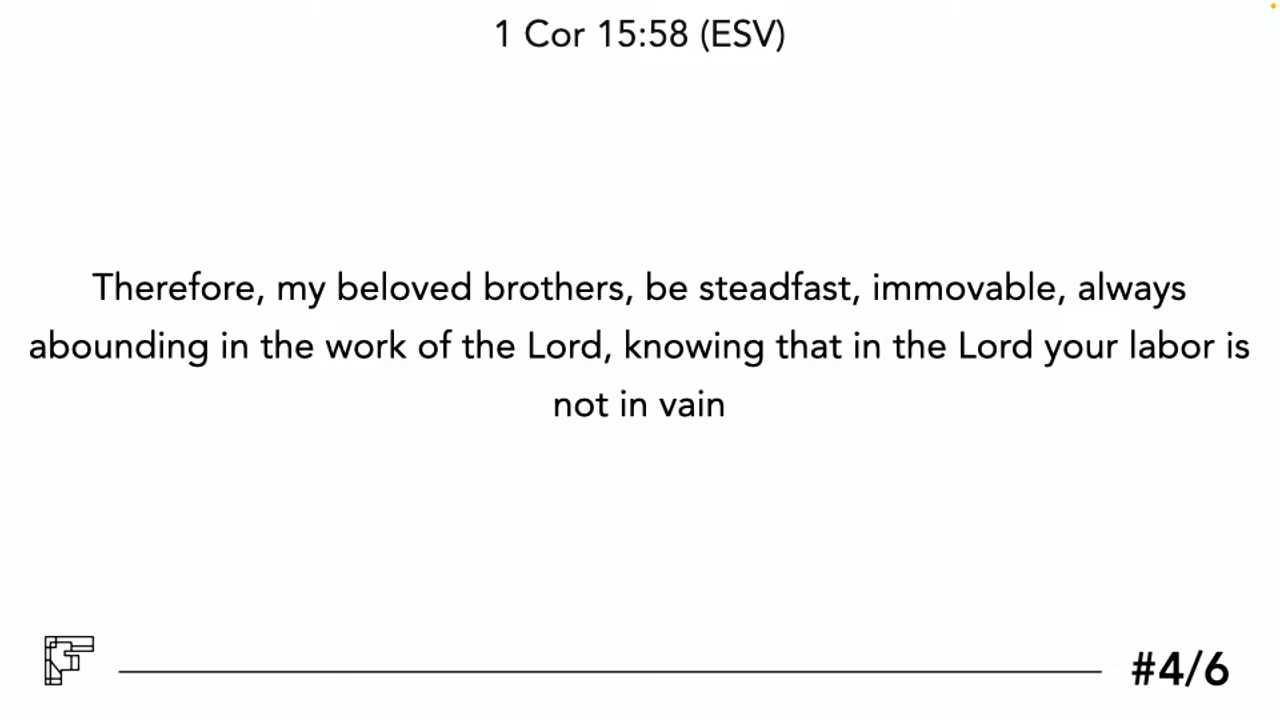 1 Cor 15:58 (ESV)
Therefore, my beloved brothers, be steadfast, immovable, always
abounding in the work of the Lord, knowing that in the Lord your labor is
not in vain
#4/6